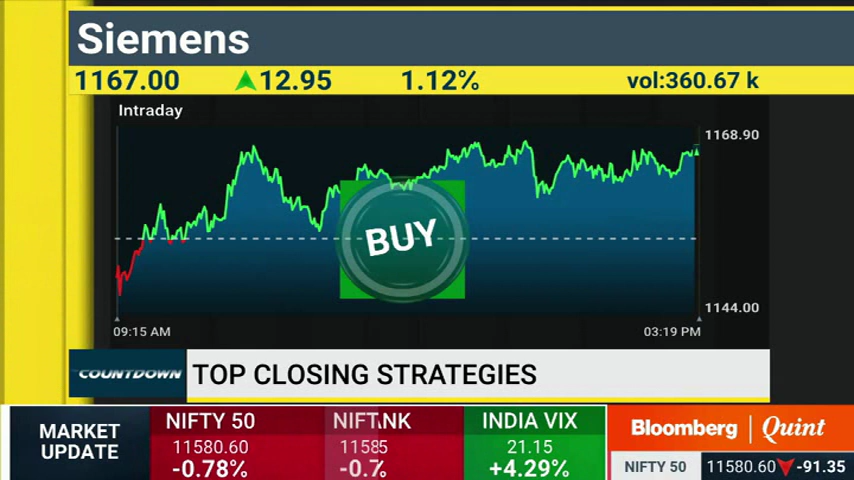 Siemens
1167.00 12.95 1.12% vol:360.67 k
Intraday
1168.90
BUY
1144.00
09:15 AM 03:19 PM
COUNTDOWN TOP CLOSING STRATEGIES
MARKET UPDATE
NIFTY 50
11580.60
-0.78%
11585
-0.7
INDIA VIX
21.15
+4.29%
Bloomberg | Quint
NIFTY 50 11580.60 -91.35